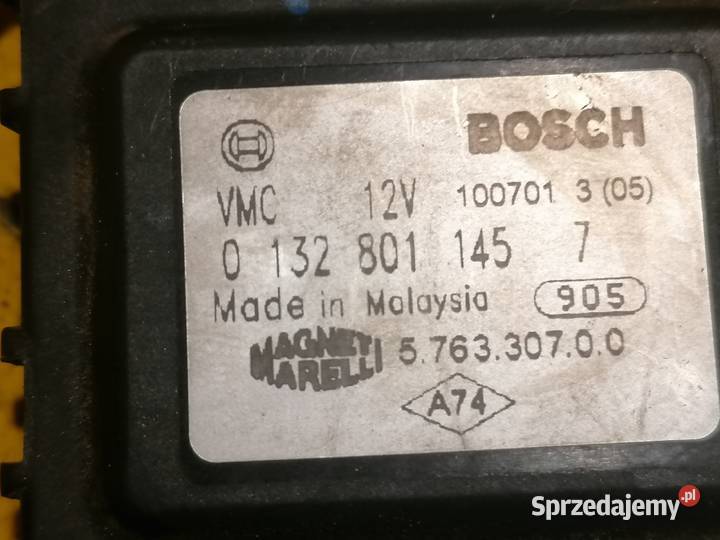 BOSCH
VMC 12V 100701 3 (05)
0 132 801 145 7
Made in Malaysia 905
MAGNETI MARELLI 5.763.307.0.0
A74
Sprzedajemy.pl